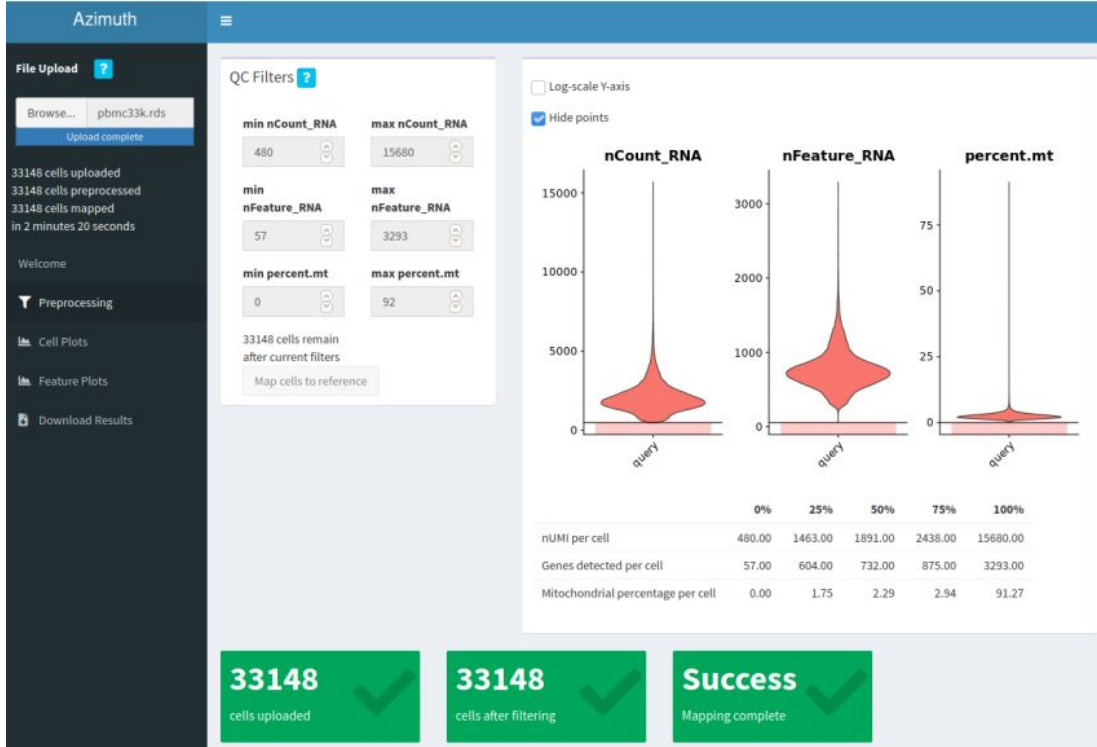 Azimuth
File Upload ?
Browse... pbmc33k.rds
Upload complete
33148 cells uploaded
33148 cells preprocessed
33148 cells mapped
in 2 minutes 20 seconds
Welcome
Preprocessing
Cell Plots
Feature Plots
Download Results
QC Filters ?
min nCount_RNA max nCount_RNA
480 15680
min max
nFeature_RNA nFeature_RNA
57 3293
min percent.mt max percent.mt
0 92
33148 cells remain
after current filters
Map cells to reference
Log-scale Y-axis
Hide points
nCount_RNA nFeature_RNA percent.mt
15000
10000
5000
0
query
3000
2000
1000
0
query
75
50
25
0
query
0% 25% 50% 75% 100%
nUMI per cell 480.00 1463.00 1891.00 2438.00 15680.00
Genes detected per cell 57.00 604.00 732.00 875.00 3293.00
Mitochondrial percentage per cell 0.00 1.75 2.29 2.94 91.27
33148
cells uploaded
33148
cells after filtering
Success
Mapping complete